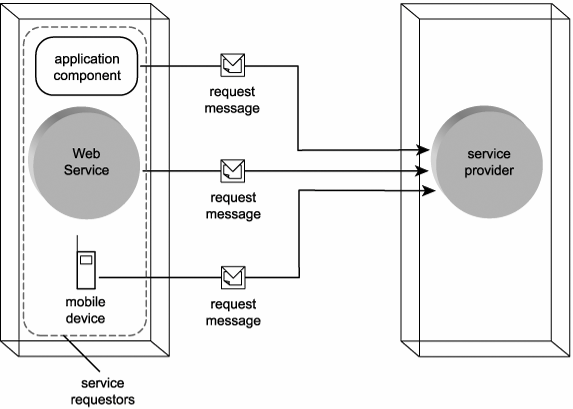 application
component
request
message
Web
Service
service
provider
request
message
mobile
device
request
message
service
requestors